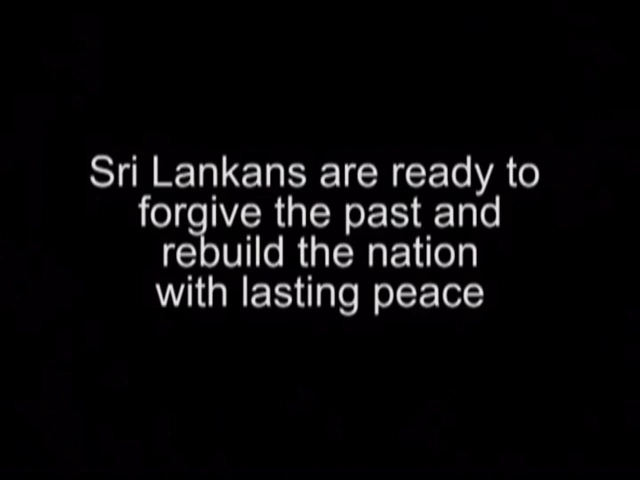 Sri Lankans are ready to
forgive the past and
rebuild the nation
with lasting peace